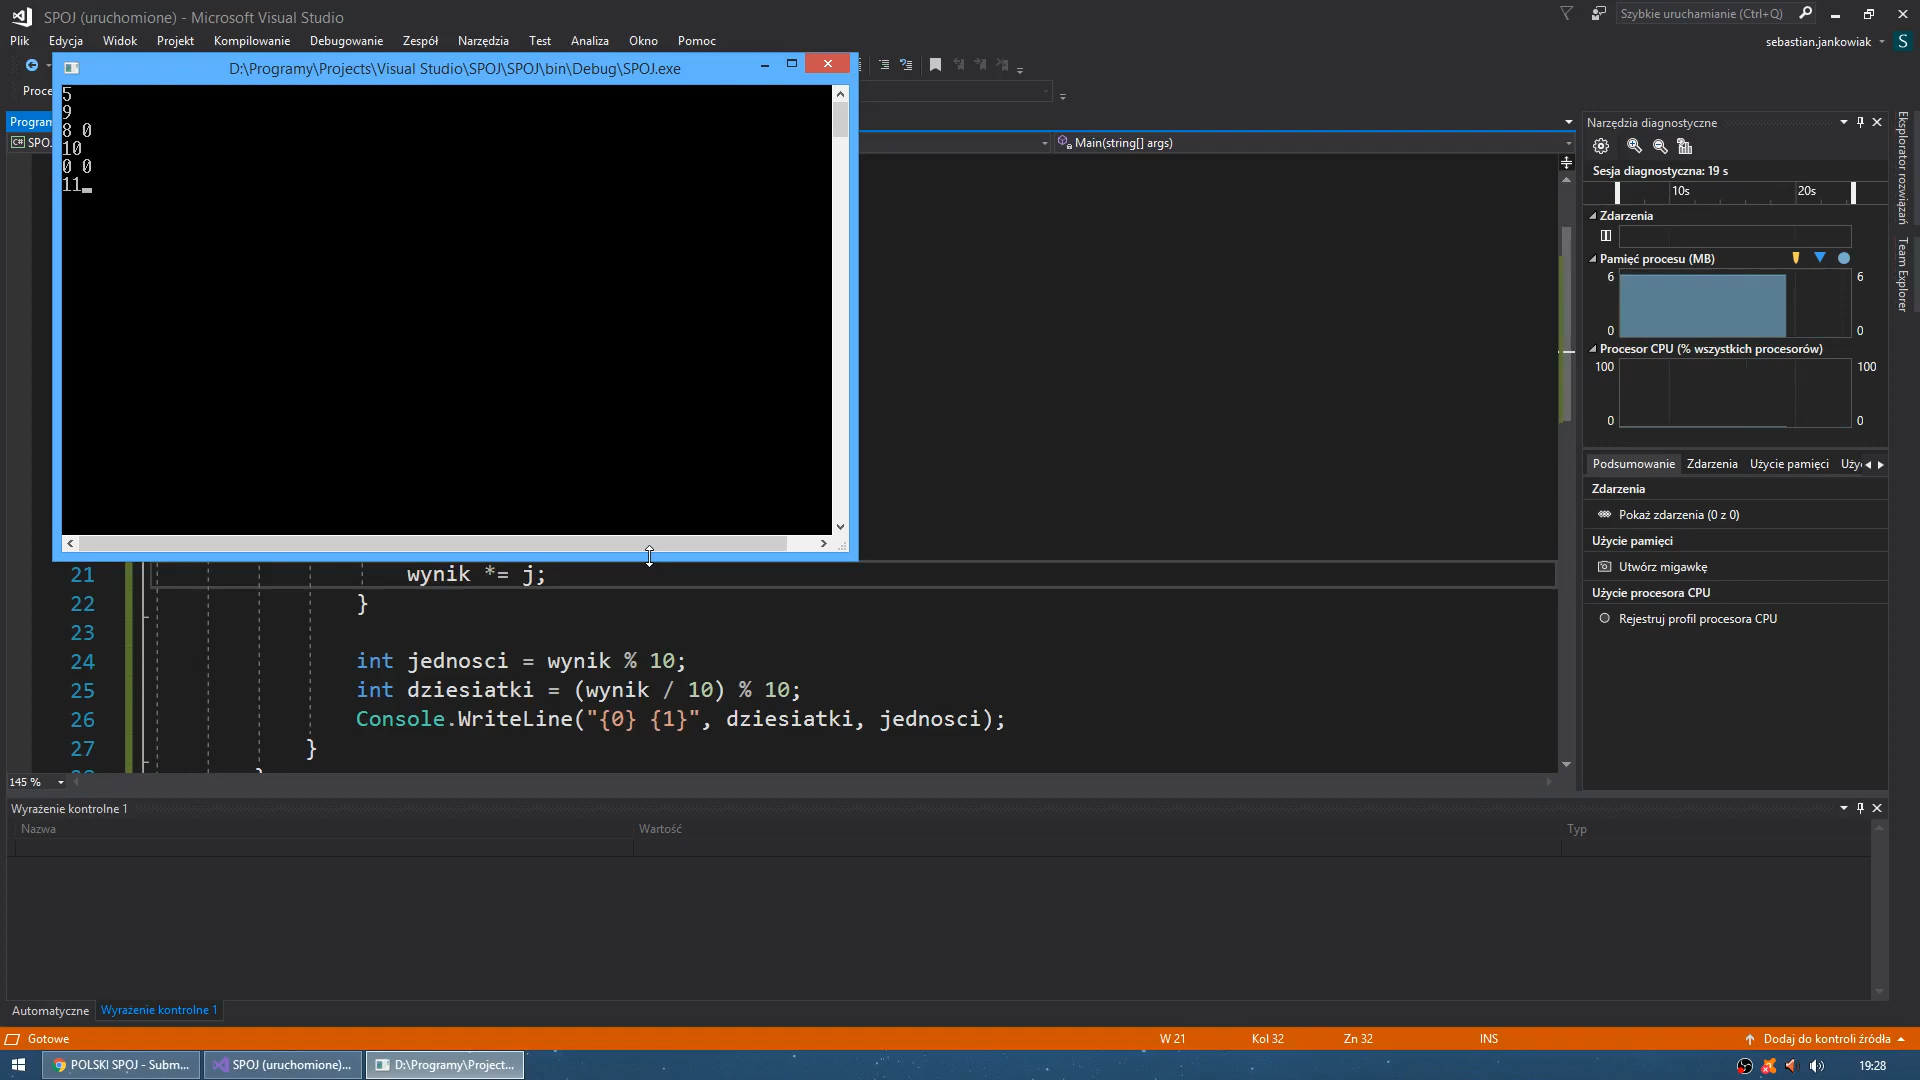 SPOJ (uruchomione) - Microsoft Visual Studio
Szybkie uruchamianie (Ctrl+Q)
Plik Edycja Widok Projekt Kompilowanie Debugowanie Zespół Narzędzia Test Analiza Okno Pomoc
sebastian.jankowiak S
D:\Programy\Projects\Visual Studio\SPOJ\SPOJ\bin\Debug\SPOJ.exe
5
9
8 0
10
0 0
11
Main(string[] args)
Narzędzia diagnostyczne
Sesja diagnostyczna: 19 s
10s 20s
Zdarzenia
Pamięć procesu (MB)
6 6
0 0
Procesor CPU (% wszystkich procesorów)
100 100
0 0
Podsumowanie Zdarzenia Użycie pamięci
Zdarzenia
Pokaż zdarzenia (0 z 0)
Użycie pamięci
Utwórz migawkę
Użycie procesora CPU
Rejestruj profil procesora CPU
Eksplorator rozwiązań
Team Explorer
21 wynik *= j;
22 }
23
24 int jednosci = wynik % 10;
25 int dziesiatki = (wynik / 10) % 10;
26 Console.WriteLine("{0} {1}", dziesiatki, jednosci);
27 }
145 %
Wyrażenie kontrolne 1
Nazwa Wartość Typ
Automatyczne Wyrażenie kontrolne 1
Gotowe W 21 Kol 32 Zn 32 INS Dodaj do kontroli źródła
POLSKI SPOJ - Subm... SPOJ (uruchomione)... D:\Programy\Project... 19:28